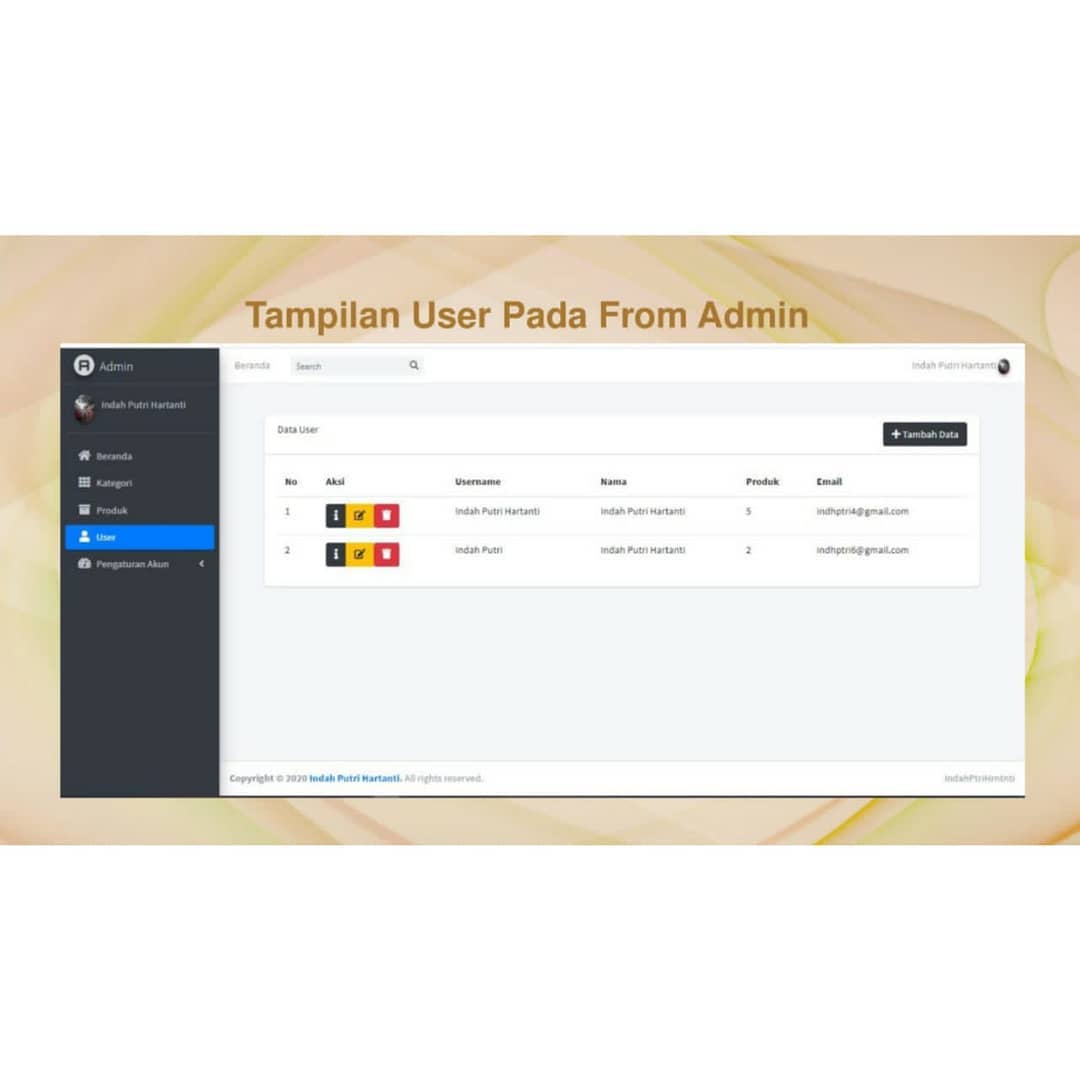 Tampilan User Pada From Admin
Admin
Beranda
Search
Indah Putri Hartanti
Indah Putri Hartanti
Beranda
Kategori
Produk
User
Pengaturan Akun
Data User
Tambah Data
No Aksi Username Nama Produk Email
1 Indah Putri Hartanti Indah Putri Hartanti 5 indhptri4@gmail.com
2 Indah Putri Indah Putri Hartanti 2 indhptri6@gmail.com
Copyright © 2020 Indah Putri Hartanti. All rights reserved.